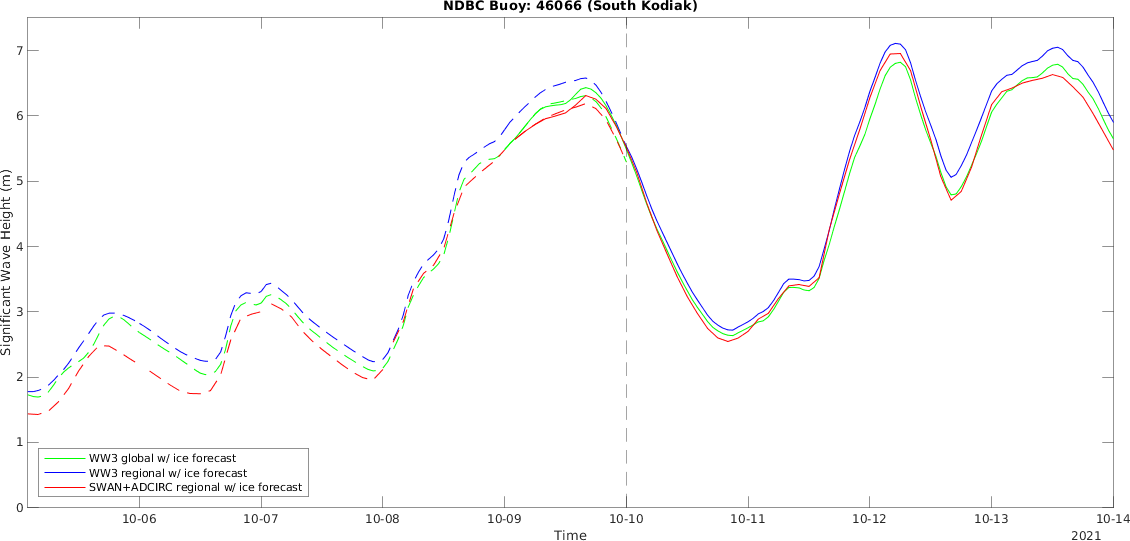 NDBC Buoy: 46066 (South Kodiak)
Significant Wave Height (m)
7
6
5
4
3
2
1
0
WW3 global w/ ice forecast
WW3 regional w/ ice forecast
SWAN+ADCIRC regional w/ ice forecast
10-06 10-07 10-08 10-09 10-10 10-11 10-12 10-13 10-14
Time 2021